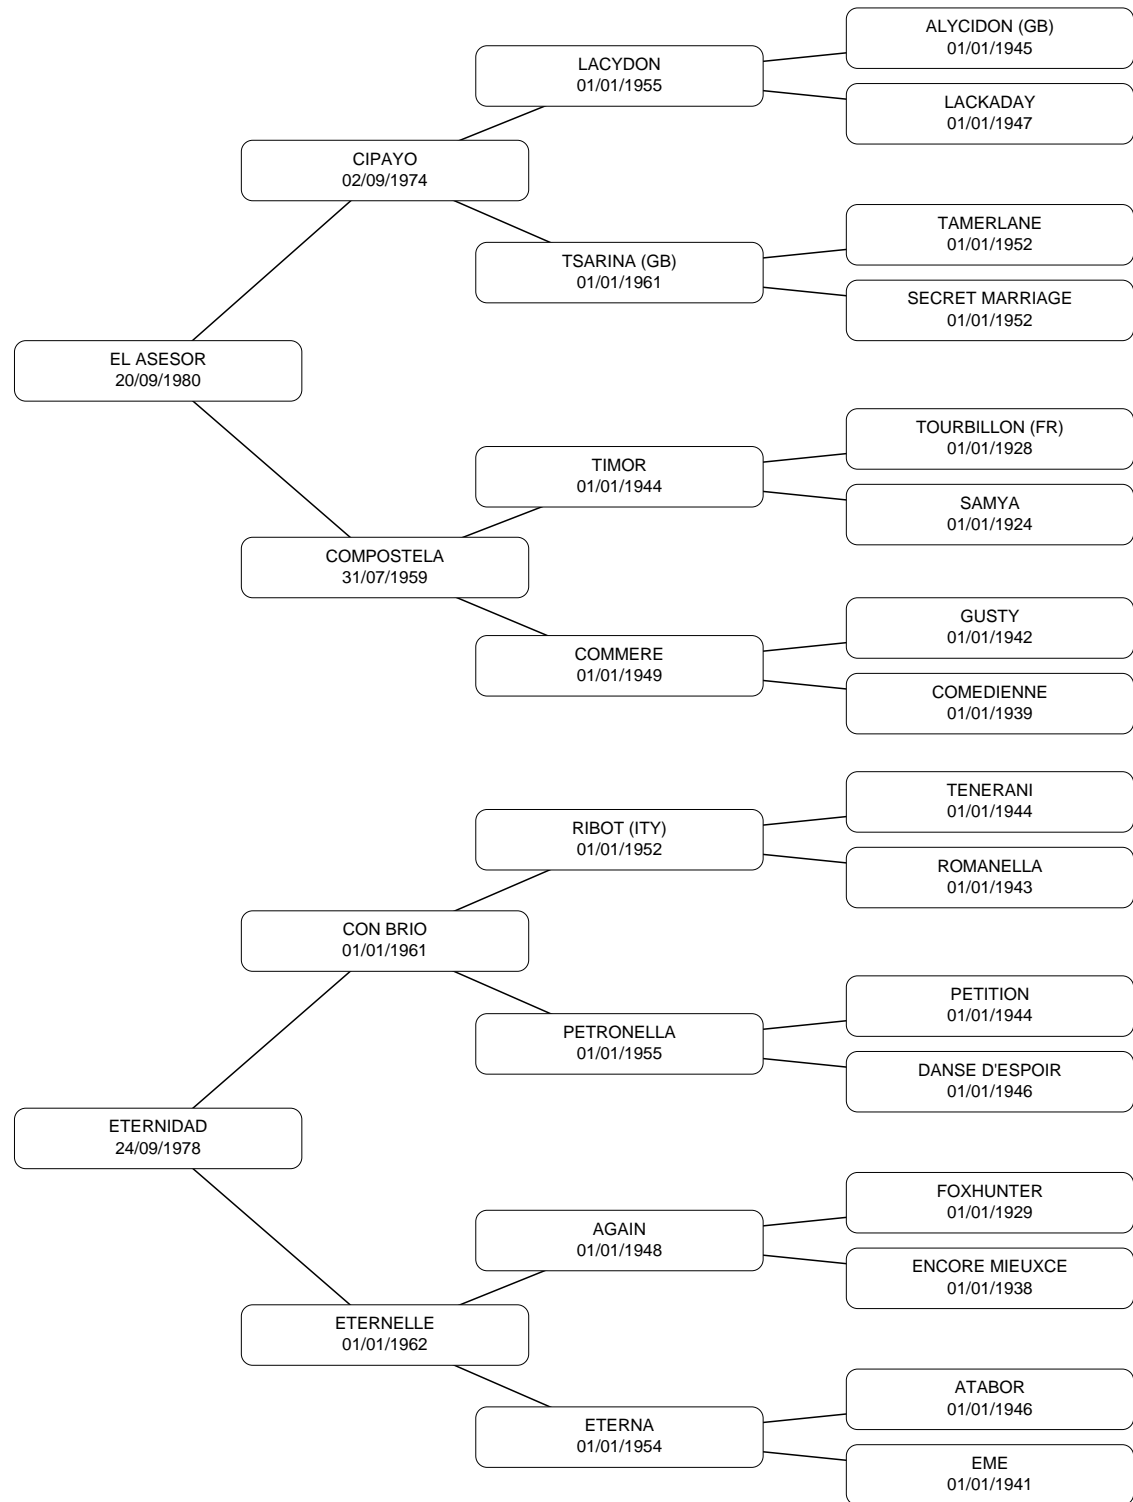 ALYCIDON (GB)
01/01/1945
LACYDON
01/01/1955
LACKADAY
01/01/1947
CIPAYO
02/09/1974
TAMERLANE
01/01/1952
TSARINA (GB)
01/01/1961
SECRET MARRIAGE
01/01/1952
EL ASESOR
20/09/1980
TOURBILLON (FR)
01/01/1928
TIMOR
01/01/1944
SAMYA
01/01/1924
COMPOSTELA
31/07/1959
GUSTY
01/01/1942
COMMERE
01/01/1949
COMEDIENNE
01/01/1939
TENERANI
01/01/1944
RIBOT (ITY)
01/01/1952
ROMANELLA
01/01/1943
CON BRIO
01/01/1961
PETITION
01/01/1944
PETRONELLA
01/01/1955
DANSE D'ESPOIR
01/01/1946
ETERNIDAD
24/09/1978
FOXHUNTER
01/01/1929
AGAIN
01/01/1948
ENCORE MIEUXCE
01/01/1938
ETERNELLE
01/01/1962
ATABOR
01/01/1946
ETERNA
01/01/1954
EME
01/01/1941